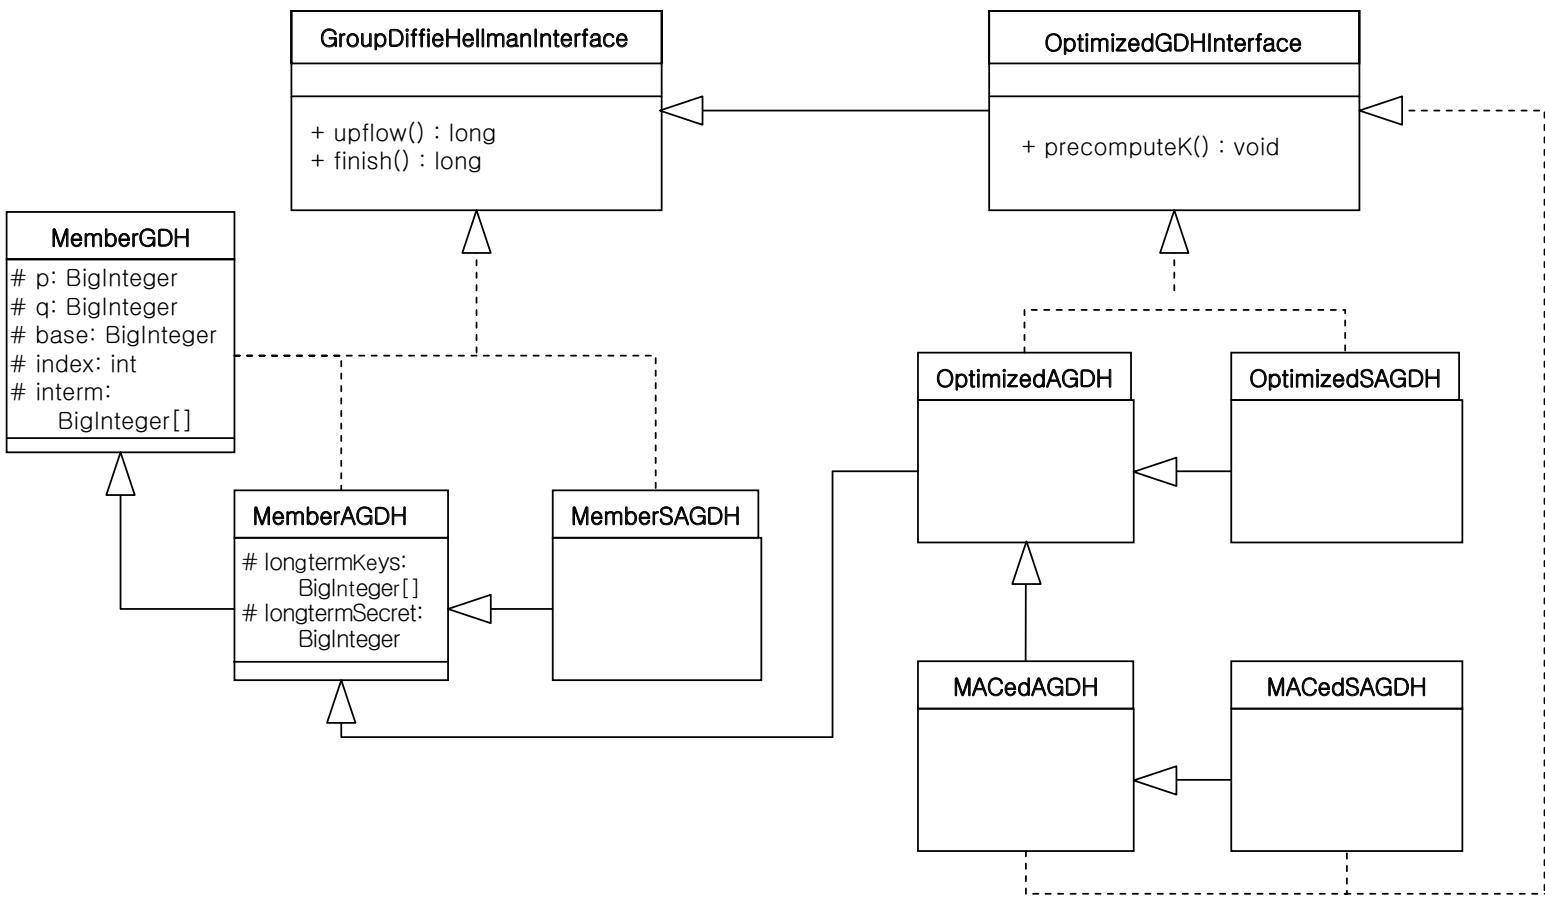 GroupDiffieHellmanInterface
+ upflow() : long
+ finish() : long
OptimizedGDHInterface
+ precomputeK() : void
MemberGDH
# p: BigInteger
# q: BigInteger
# base: BigInteger
# index: int
# interm:
BigInteger[]
MemberAGDH
# longtermKeys:
BigInteger[]
# longtermSecret:
BigInteger
MemberSAGDH
OptimizedAGDH
OptimizedSAGDH
MACedAGDH
MACedSAGDH